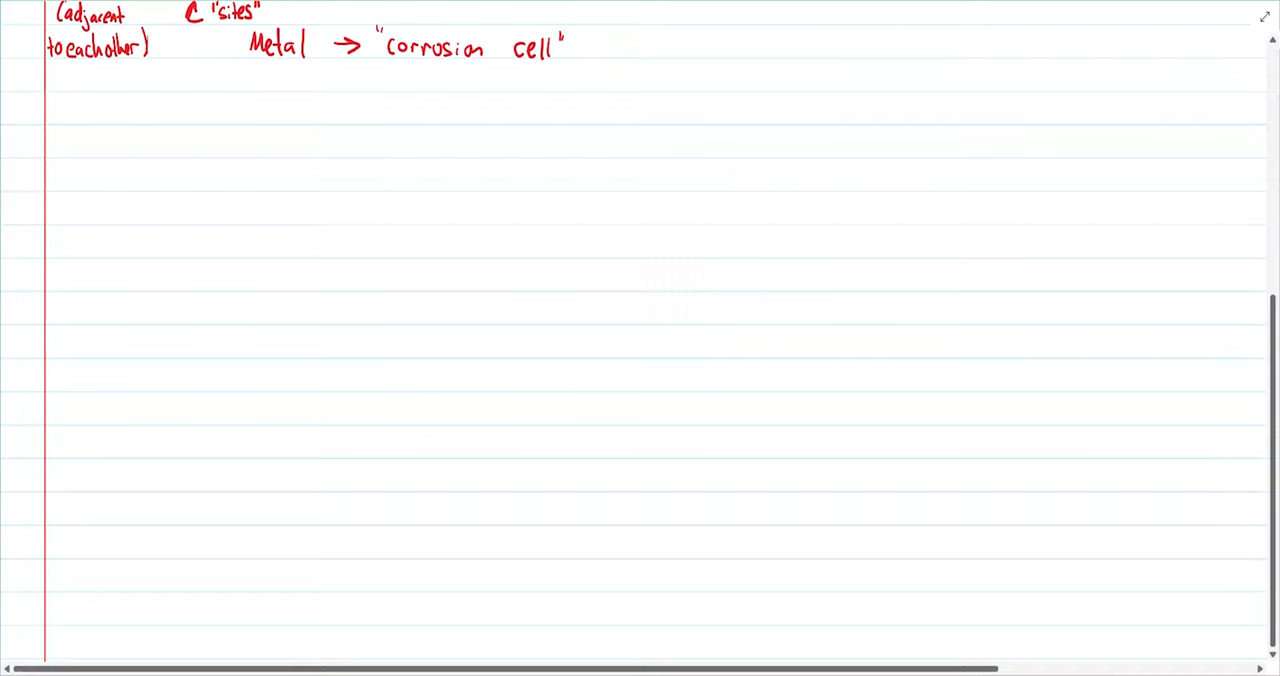 (adjacent C "sites"
to each other) Metal → "corrosion cell"